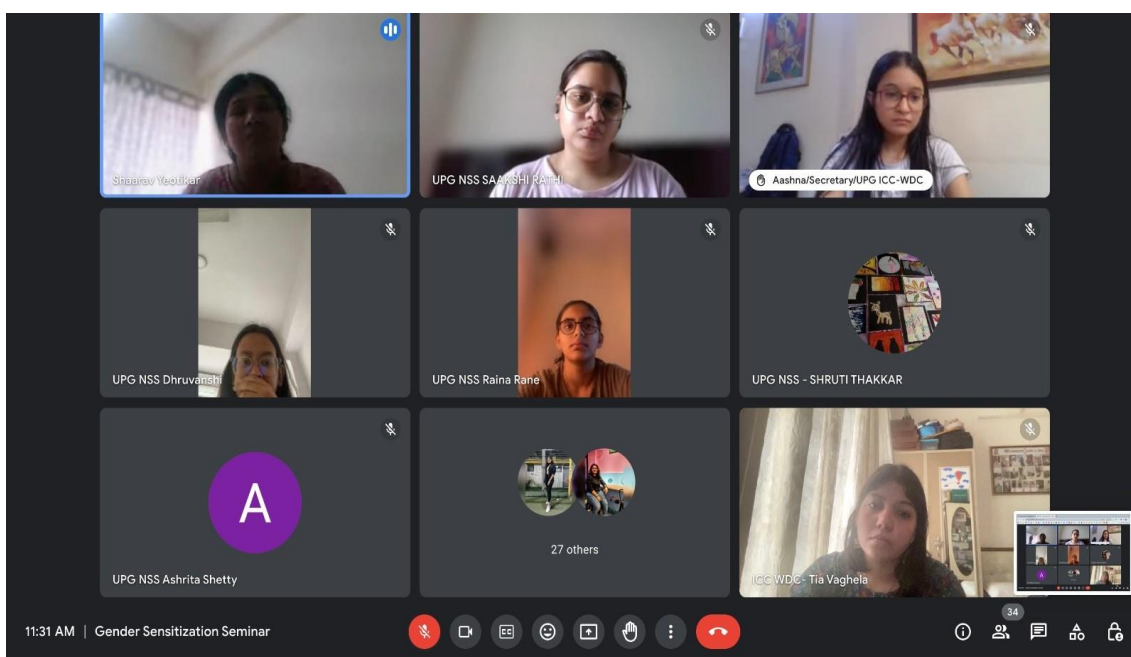 Shaarav Yeotikar
UPG NSS SAAKSHI RATHI
Aashna/Secretary/UPG ICC-WDC
UPG NSS Dhruvanshi
UPG NSS Raina Rane
UPG NSS - SHRUTI THAKKAR
A
UPG NSS Ashrita Shetty
27 others
ICC WDC- Tia Vaghela
34
11:31 AM | Gender Sensitization Seminar
CC